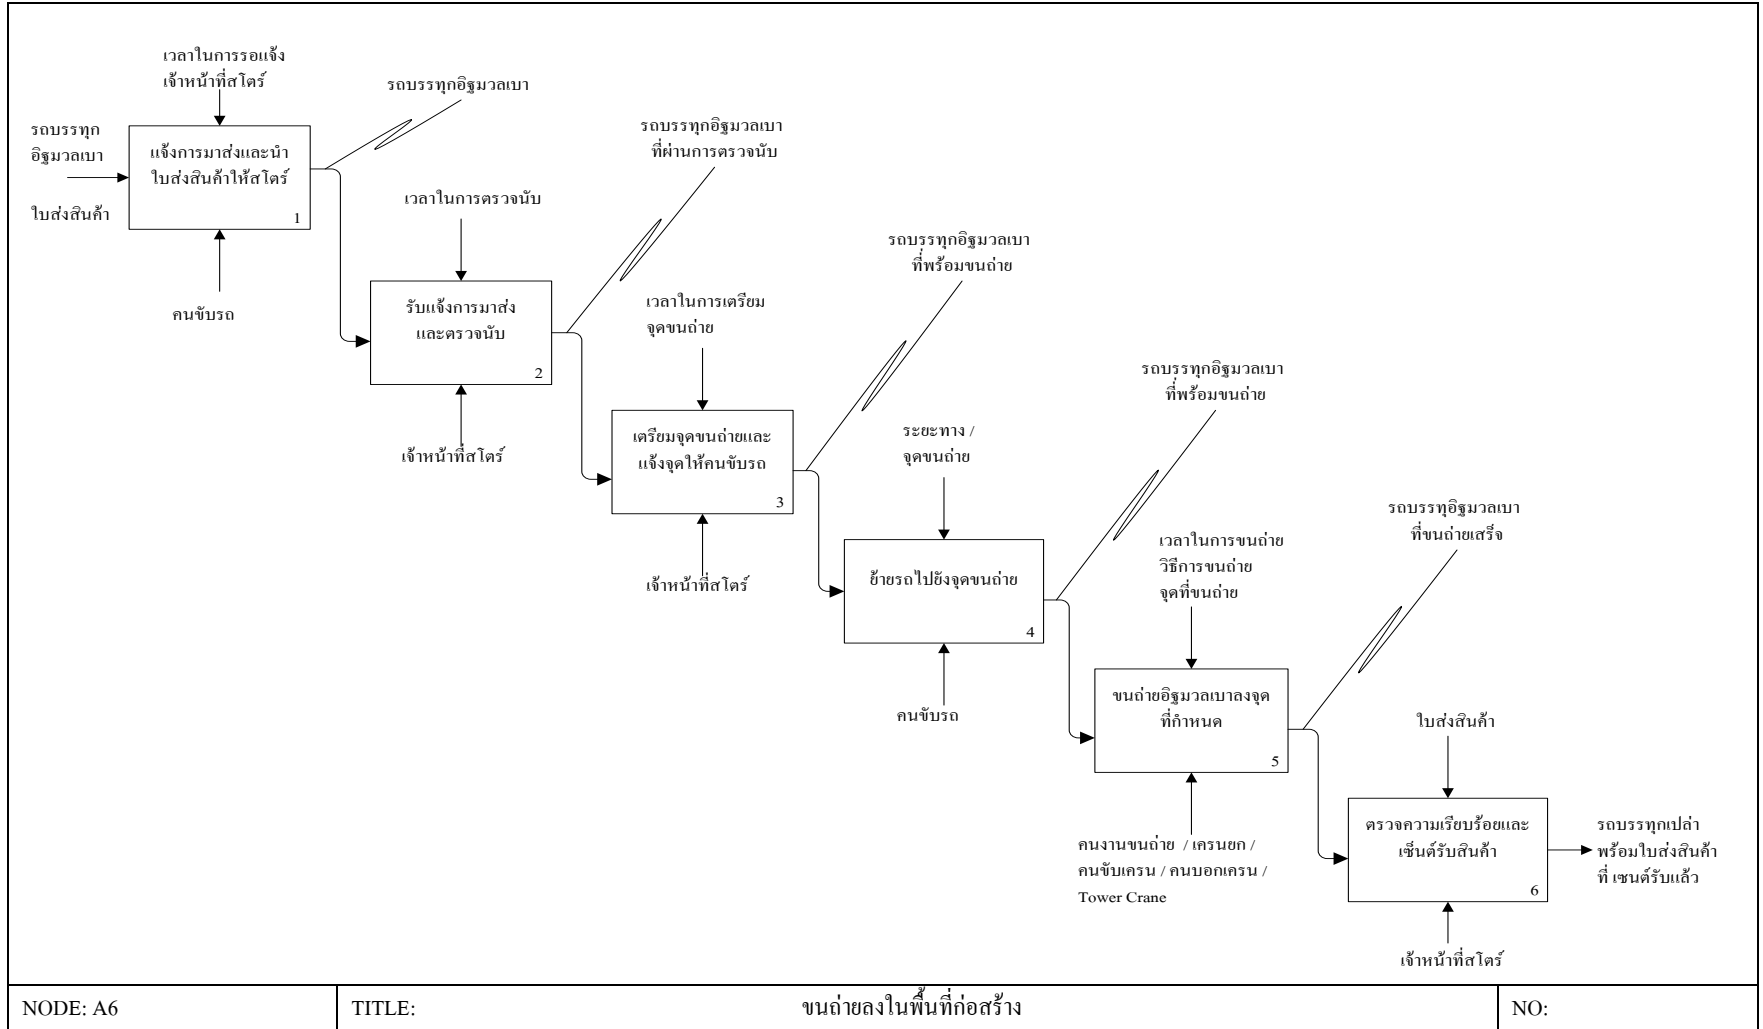 เวลาในการรอแจ้ง
เจ้าหน้าที่สโตร์
รถบรรทุก
อิฐมวลเบา
ใบส่งสินค้า
แจ้งการมาส่งและนำ
ใบส่งสินค้าให้สโตร์
1
คนขับรถ
รถบรรทุกอิฐมวลเบา
เวลาในการตรวจนับ
รับแจ้งการมาส่ง
และตรวจนับ
2
เจ้าหน้าที่สโตร์
รถบรรทุกอิฐมวลเบา
ที่ผ่านการตรวจนับ
เวลาในการเตรียม
จุดขนถ่าย
เตรียมจุดขนถ่ายและ
แจ้งจุดให้คนขับรถ
3
เจ้าหน้าที่สโตร์
รถบรรทุกอิฐมวลเบา
ที่พร้อมขนถ่าย
ระยะทาง /
จุดขนถ่าย
ย้ายรถไปยังจุดขนถ่าย
4
คนขับรถ
รถบรรทุกอิฐมวลเบา
ที่พร้อมขนถ่าย
เวลาในการขนถ่าย
วิธีการขนถ่าย
จุดที่ขนถ่าย
ขนถ่ายอิฐมวลเบาลงจุด
ที่กำหนด
5
คนงานขนถ่าย / เครนยก /
คนขับเครน / คนบอกเครน /
Tower Crane
รถบรรทุอิฐมวลเบา
ที่ขนถ่ายเสร็จ
ใบส่งสินค้า
ตรวจความเรียบร้อยและ
เซ็นต์รับสินค้า
6
เจ้าหน้าที่สโตร์
รถบรรทุกเปล่า
พร้อมใบส่งสินค้า
ที่ เซนต์รับแล้ว
NODE: A6
TITLE:
ขนถ่ายลงในพื้นที่ก่อสร้าง
NO: